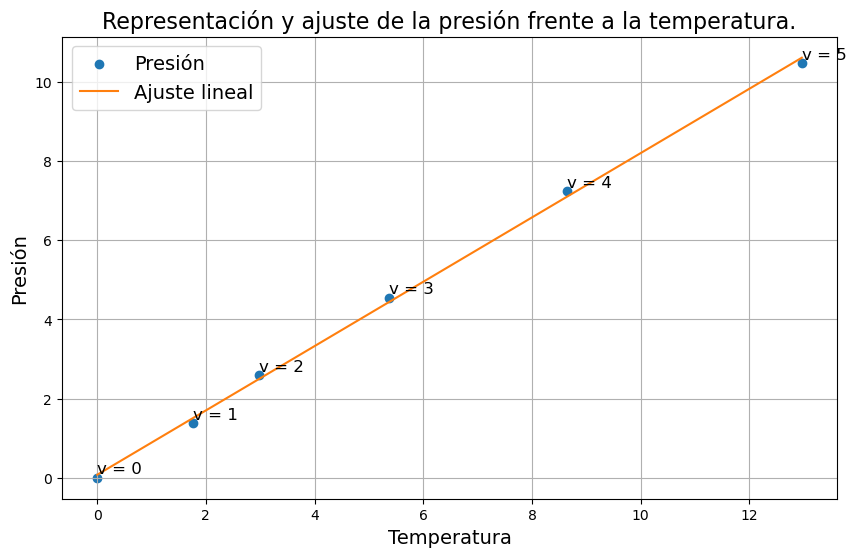 Representación y ajuste de la presión frente a la temperatura.
Presión
Ajuste lineal
v = 5
v = 4
v = 3
v = 2
v = 1
v = 0
10
8
6
4
2
0
Presión
0 2 4 6 8 10 12
Temperatura